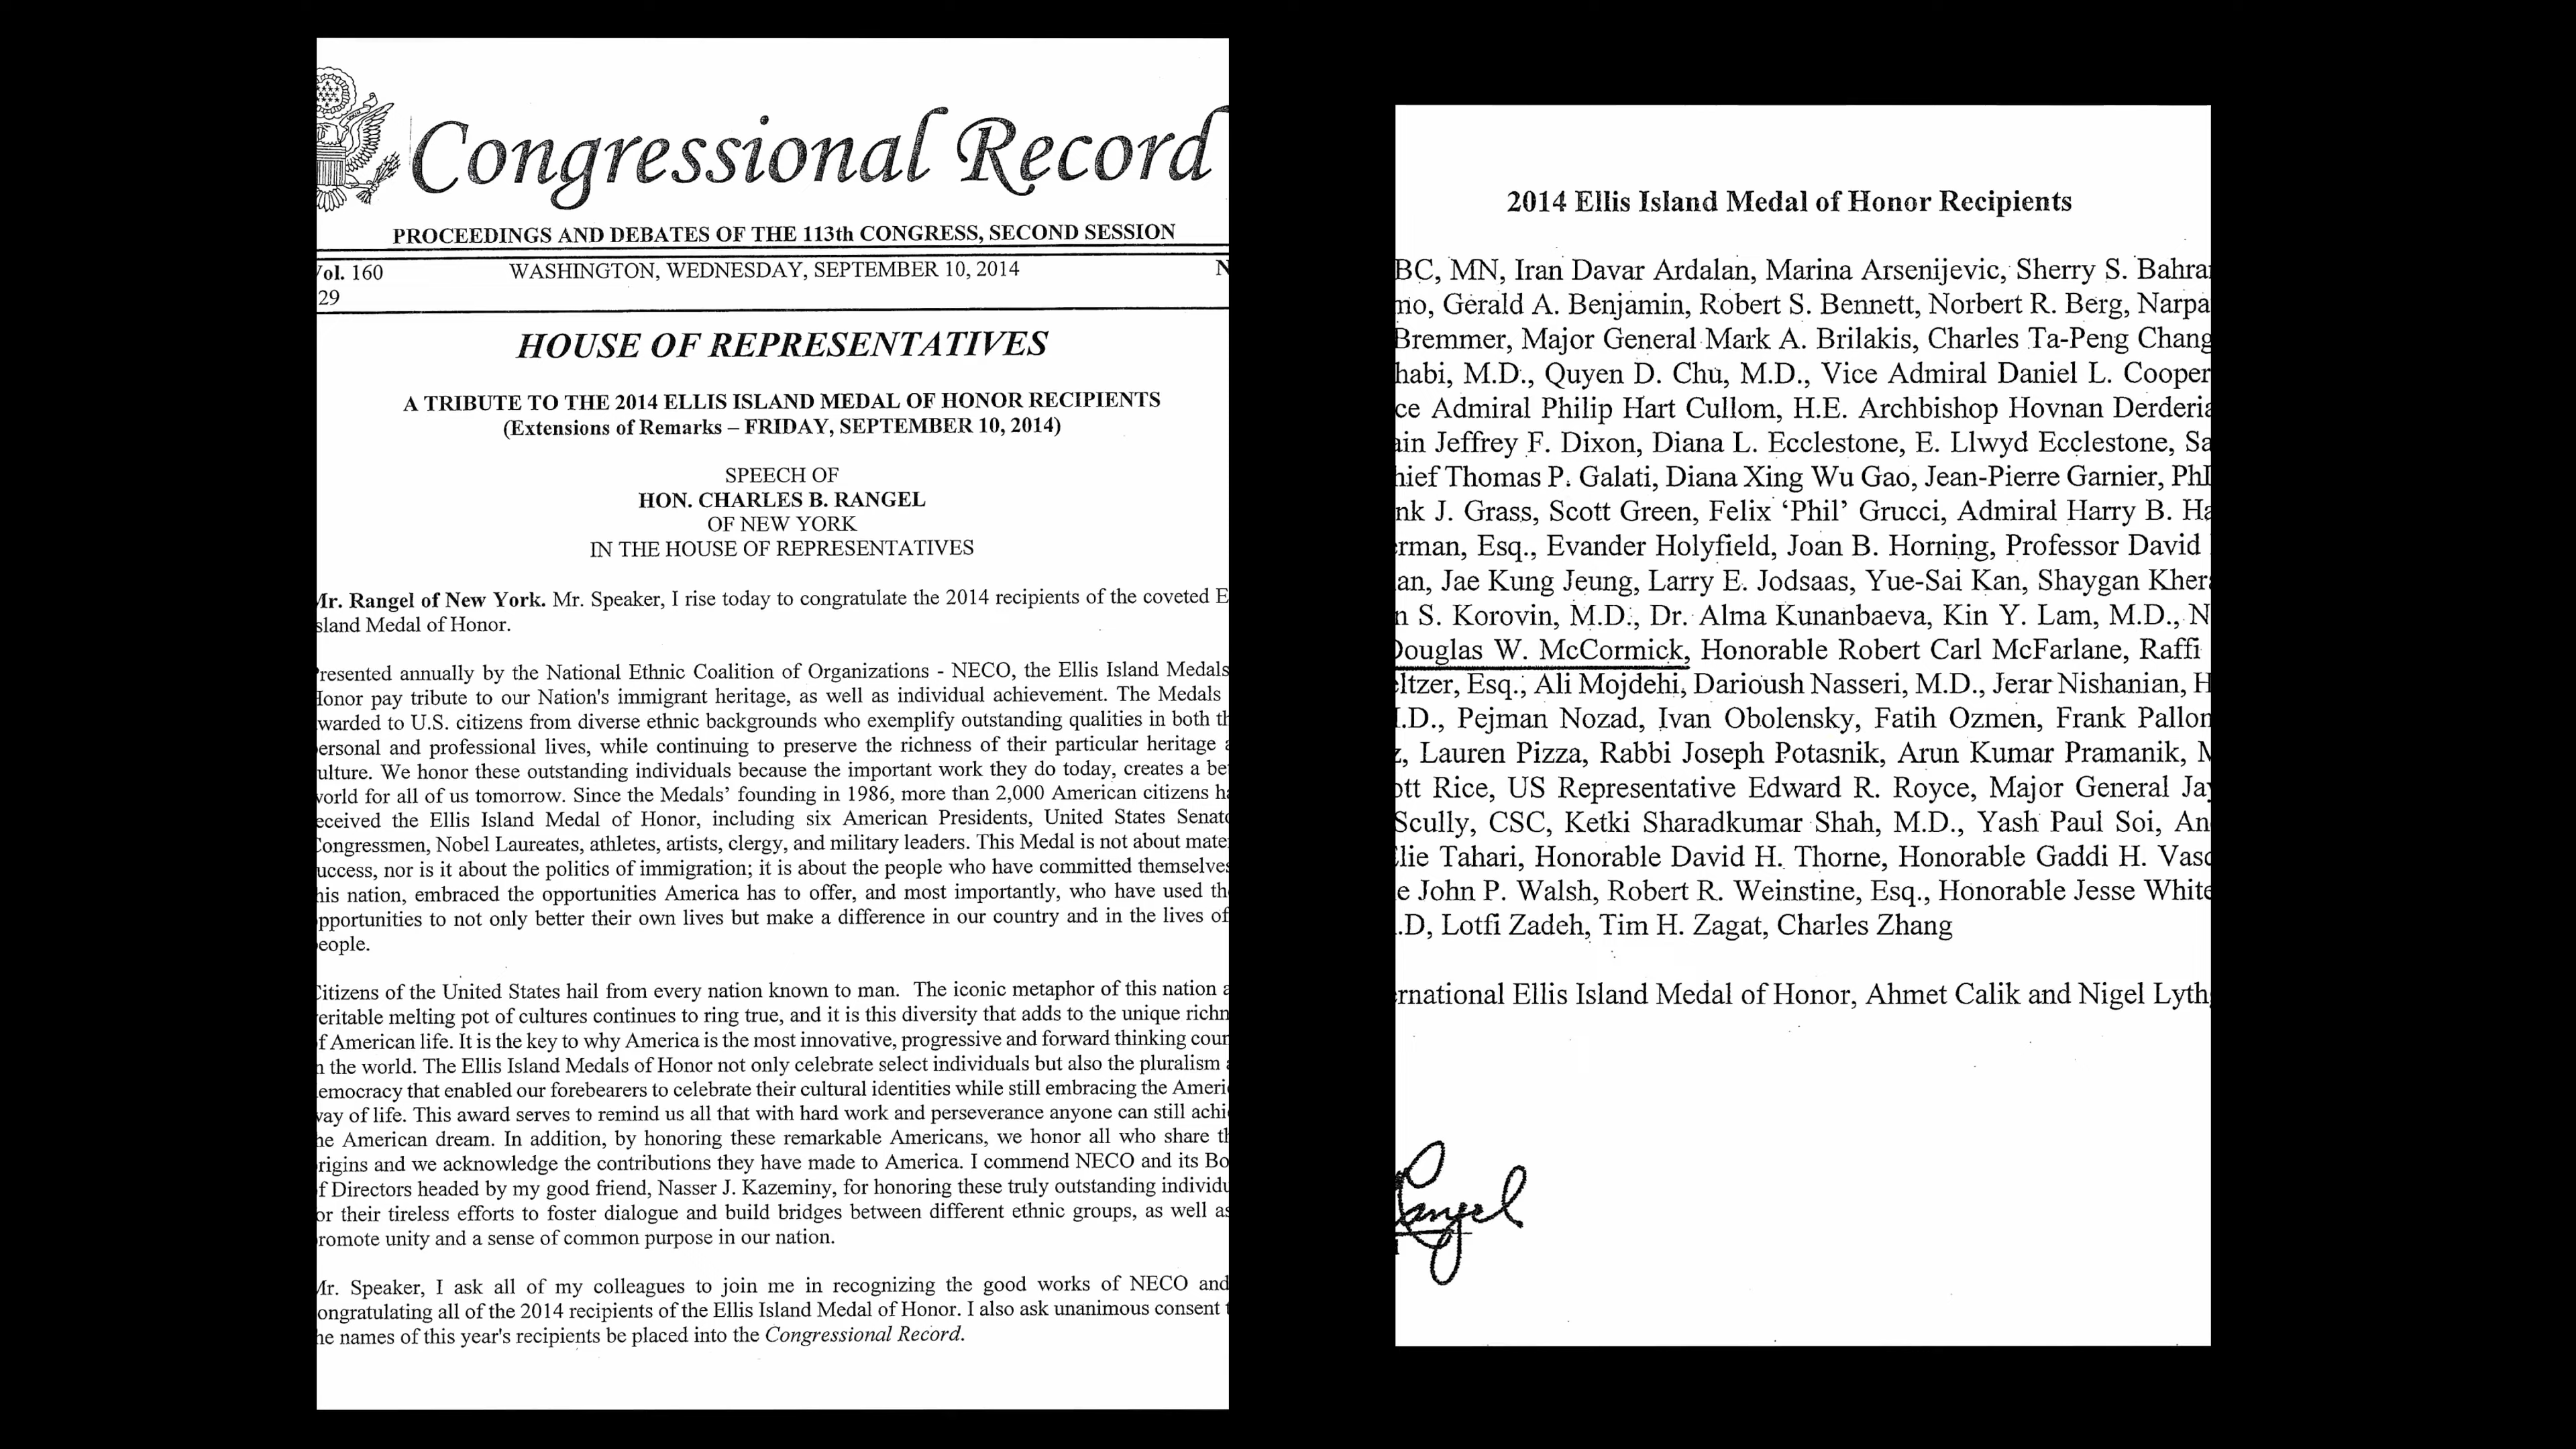 Congressional Record
PROCEEDINGS AND DEBATES OF THE 113th CONGRESS, SECOND SESSION
ol. 160 WASHINGTON, WEDNESDAY, SEPTEMBER 10, 2014 N
29
HOUSE OF REPRESENTATIVES
A TRIBUTE TO THE 2014 ELLIS ISLAND MEDAL OF HONOR RECIPIENTS
(Extensions of Remarks – FRIDAY, SEPTEMBER 10, 2014)
SPEECH OF
HON. CHARLES B. RANGEL
OF NEW YORK
IN THE HOUSE OF REPRESENTATIVES
Mr. Rangel of New York. Mr. Speaker, I rise today to congratulate the 2014 recipients of the coveted E
sland Medal of Honor.
resented annually by the National Ethnic Coalition of Organizations - NECO, the Ellis Island Medals
onor pay tribute to our Nation's immigrant heritage, as well as individual achievement. The Medals
warded to U.S. citizens from diverse ethnic backgrounds who exemplify outstanding qualities in both th
ersonal and professional lives, while continuing to preserve the richness of their particular heritage a
ulture. We honor these outstanding individuals because the important work they do today, creates a be
orld for all of us tomorrow. Since the Medals’ founding in 1986, more than 2,000 American citizens ha
eceived the Ellis Island Medal of Honor, including six American Presidents, United States Senato
Congressmen, Nobel Laureates, athletes, artists, clergy, and military leaders. This Medal is not about mate
uccess, nor is it about the politics of immigration; it is about the people who have committed themselves
his nation, embraced the opportunities America has to offer, and most importantly, who have used th
pportunities to not only better their own lives but make a difference in our country and in the lives of
eople.
Citizens of the United States hail from every nation known to man. The iconic metaphor of this nation a
eritable melting pot of cultures continues to ring true, and it is this diversity that adds to the unique richn
f American life. It is the key to why America is the most innovative, progressive and forward thinking coun
n the world. The Ellis Island Medals of Honor not only celebrate select individuals but also the pluralism a
emocracy that enabled our forebearers to celebrate their cultural identities while still embracing the Ameri
way of life. This award serves to remind us all that with hard work and perseverance anyone can still achi
he American dream. In addition, by honoring these remarkable Americans, we honor all who share th
rigins and we acknowledge the contributions they have made to America. I commend NECO and its Bo
f Directors headed by my good friend, Nasser J. Kazeminy, for honoring these truly outstanding individu
or their tireless efforts to foster dialogue and build bridges between different ethnic groups, as well as
romote unity and a sense of common purpose in our nation.
Mr. Speaker, I ask all of my colleagues to join me in recognizing the good works of NECO and
ongratulating all of the 2014 recipients of the Ellis Island Medal of Honor. I also ask unanimous consent t
he names of this year's recipients be placed into the Congressional Record.
2014 Ellis Island Medal of Honor Recipients
BC, MN, Iran Davar Ardalan, Marina Arsenijevic, Sherry S. Bahra
no, Gerald A. Benjamin, Robert S. Bennett, Norbert R. Berg, Narpa
Bremmer, Major General Mark A. Brilakis, Charles Ta-Peng Chang
habi, M.D., Quyen D. Chu, M.D., Vice Admiral Daniel L. Cooper
ce Admiral Philip Hart Cullom, H.E. Archbishop Hovnan Derderia
ain Jeffrey F. Dixon, Diana L. Ecclestone, E. Llwyd Ecclestone, Sa
hief Thomas P. Galati, Diana Xing Wu Gao, Jean-Pierre Garnier, PhD
nk J. Grass, Scott Green, Felix ‘Phil’ Grucci, Admiral Harry B. Ha
rman, Esq., Evander Holyfield, Joan B. Horning, Professor David
an, Jae Kung Jeung, Larry E. Jodsaas, Yue-Sai Kan, Shaygan Kher
n S. Korovin, M.D., Dr. Alma Kunanbaeva, Kin Y. Lam, M.D., N
Douglas W. McCormick, Honorable Robert Carl McFarlane, Raffi
eltzer, Esq., Ali Mojdehi, Darioush Nasseri, M.D., Jerar Nishanian, H
.D., Pejman Nozad, Ivan Obolensky, Fatih Ozmen, Frank Pallon
z, Lauren Pizza, Rabbi Joseph Potasnik, Arun Kumar Pramanik, M
ott Rice, US Representative Edward R. Royce, Major General Jay
Scully, CSC, Ketki Sharadkumar Shah, M.D., Yash Paul Soi, An
lie Tahari, Honorable David H. Thorne, Honorable Gaddi H. Vasq
e John P. Walsh, Robert R. Weinstine, Esq., Honorable Jesse White
.D, Lotfi Zadeh, Tim H. Zagat, Charles Zhang
rnational Ellis Island Medal of Honor, Ahmet Calik and Nigel Lyth
Rangel